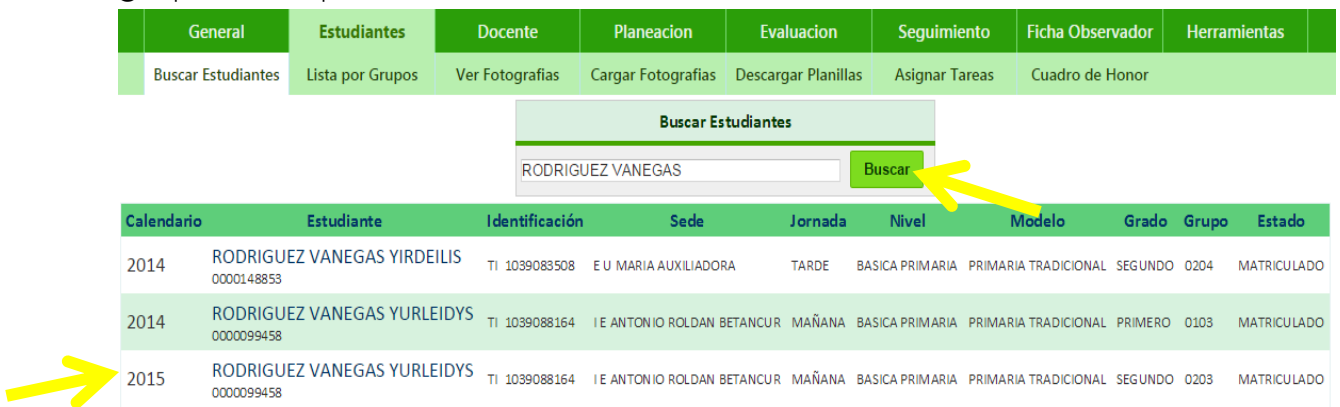 General Estudiantes Docente Planeacion Evaluacion Seguimiento Ficha Observador Herramientas
Buscar Estudiantes Lista por Grupos Ver Fotografias Cargar Fotografias Descargar Planillas Asignar Tareas Cuadro de Honor
Buscar Estudiantes
RODRIGUEZ VANEGAS Buscar
Calendario Estudiante Identificación Sede Jornada Nivel Modelo Grado Grupo Estado
2014 RODRIGUEZ VANEGAS YIRDEILIS TI 1039083508 E U MARIA AUXILIADORA TARDE BASICA PRIMARIA PRIMARIA TRADICIONAL SEGUNDO 0204 MATRICULADO
0000148853
2014 RODRIGUEZ VANEGAS YURLEIDYS TI 1039088164 I E ANTONIO ROLDAN BETANCUR MAÑANA BASICA PRIMARIA PRIMARIA TRADICIONAL PRIMERO 0103 MATRICULADO
0000099458
2015 RODRIGUEZ VANEGAS YURLEIDYS TI 1039088164 I E ANTONIO ROLDAN BETANCUR MAÑANA BASICA PRIMARIA PRIMARIA TRADICIONAL SEGUNDO 0203 MATRICULADO
0000099458